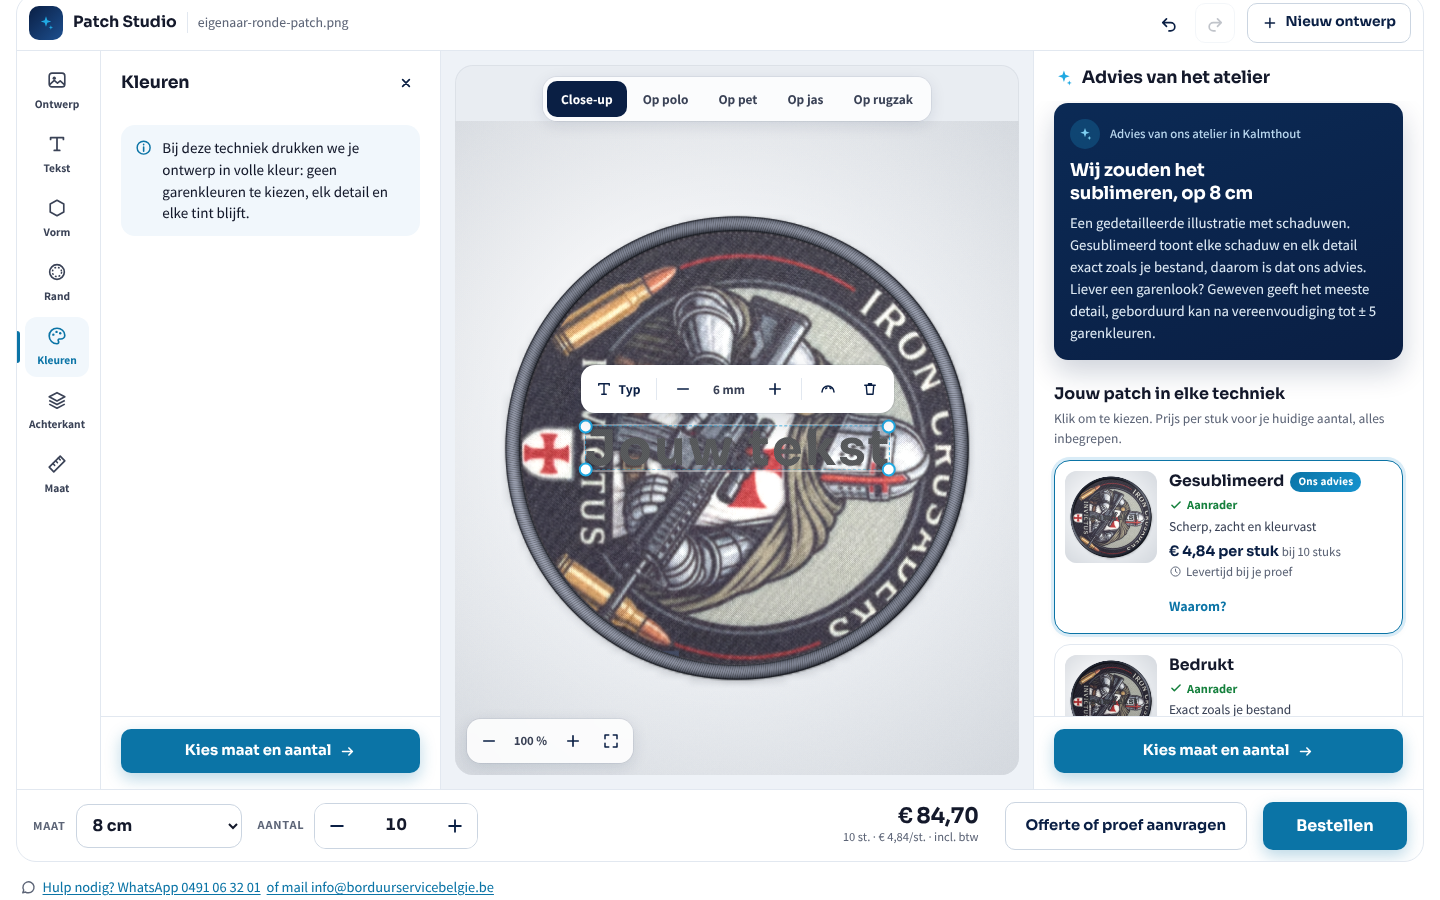 Patch Studio
eigenaar-ronde-patch.png
Nieuw ontwerp
Ontwerp
Tekst
Vorm
Rand
Kleuren
Achterkant
Maat
Kleuren
Bij deze techniek drukken we je
ontwerp in volle kleur: geen
garenkleuren te kiezen, elk detail en
elke tint blijft.
Kies maat en aantal →
Close-up
Op polo
Op pet
Op jas
Op rugzak
IRON CRUSADERS
Typ
6 mm
Jouw tekst
100 %
Advies van het atelier
Advies van ons atelier in Kalmthout
Wij zouden het
sublimeren, op 8 cm
Een gedetailleerde illustratie met schaduwen.
Gesublimeerd toont elke schaduw en elk detail
exact zoals je bestand, daarom is dat ons advies.
Liever een garenlook? Geweven geeft het meeste
detail, geborduurd kan na vereenvoudiging tot ± 5
garenkleuren.
Jouw patch in elke techniek
Klik om te kiezen. Prijs per stuk voor je huidige aantal, alles
inbegrepen.
Gesublimeerd
Ons advies
Aanrader
Scherp, zacht en kleurvast
€ 4,84 per stuk bij 10 stuks
Levertijd bij je proef
Waarom?
Bedrukt
Aanrader
Exact zoals je bestand
Kies maat en aantal →
MAAT
8 cm
AANTAL
10
€ 84,70
10 st. · € 4,84/st. · incl. btw
Offerte of proef aanvragen
Bestellen
Hulp nodig? WhatsApp 0491 06 32 01 of mail info@borduurservicebelgie.be